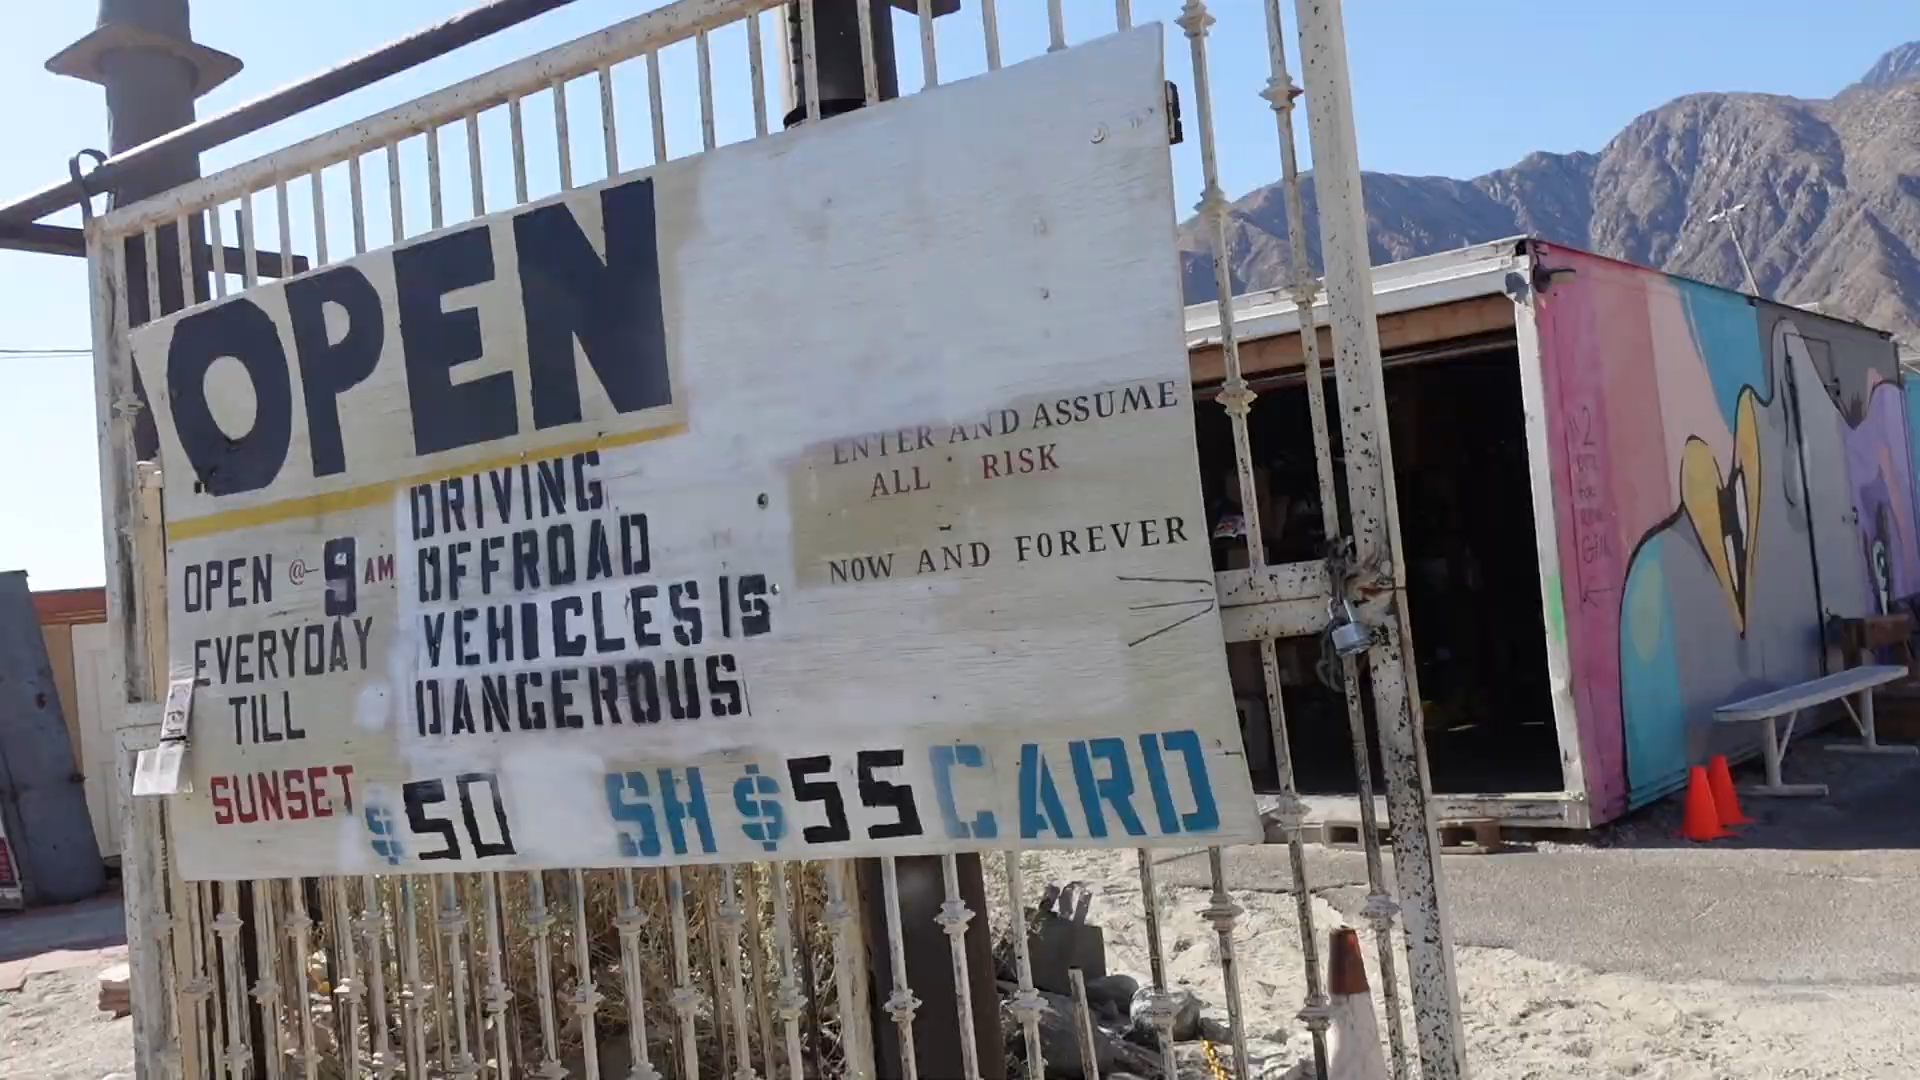 OPEN
OPEN @ 9 AM
EVERYDAY
TILL
SUNSET
DRIVING
OFFROAD
VEHICLES IS
DANGEROUS
ENTER AND ASSUME
ALL RISK
NOW AND FOREVER
$50 SH $55 CARD